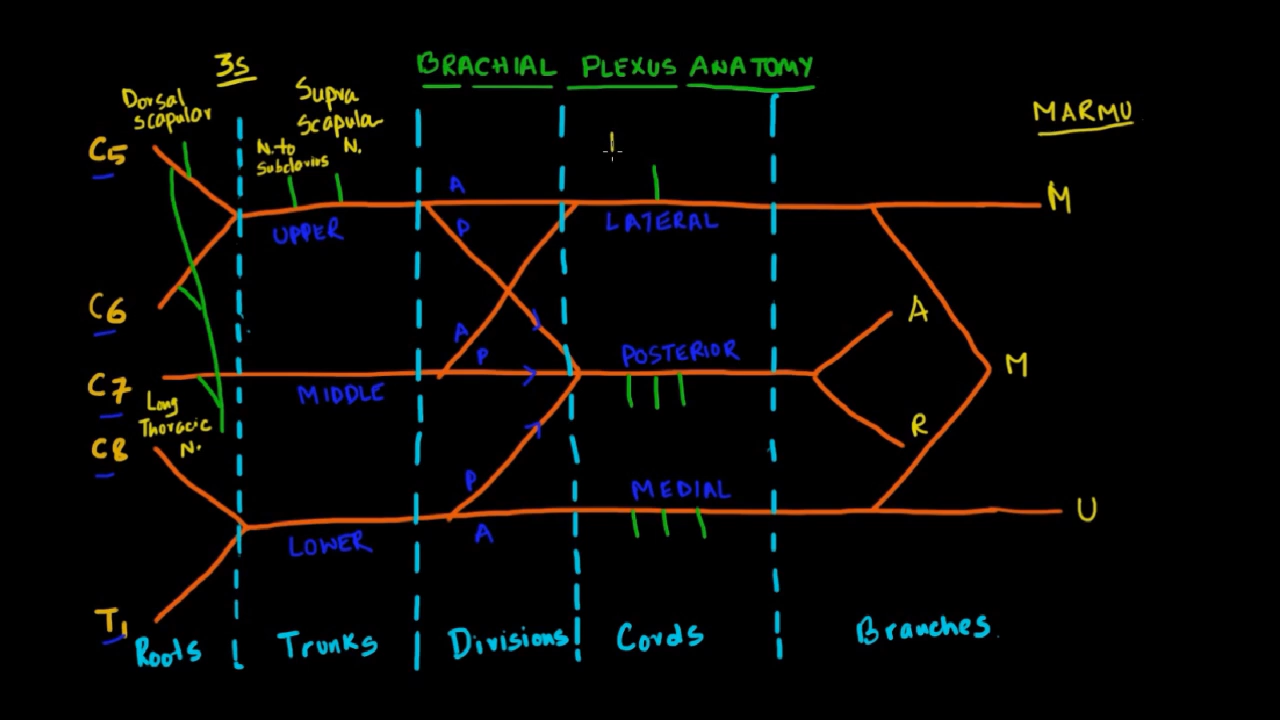 BRACHIAL PLEXUS ANATOMY
3s
MARMU
Dorsal
scapular
Supra
Scapular
N.
N. to
Subclavius
C5
C6
C7
C8
T1
Long
Thoracic
N.
UPPER
MIDDLE
LOWER
A
P
A
P
P
A
LATERAL
POSTERIOR
MEDIAL
M
A
M
R
U
Roots
Trunks
Divisions
Cords
Branches